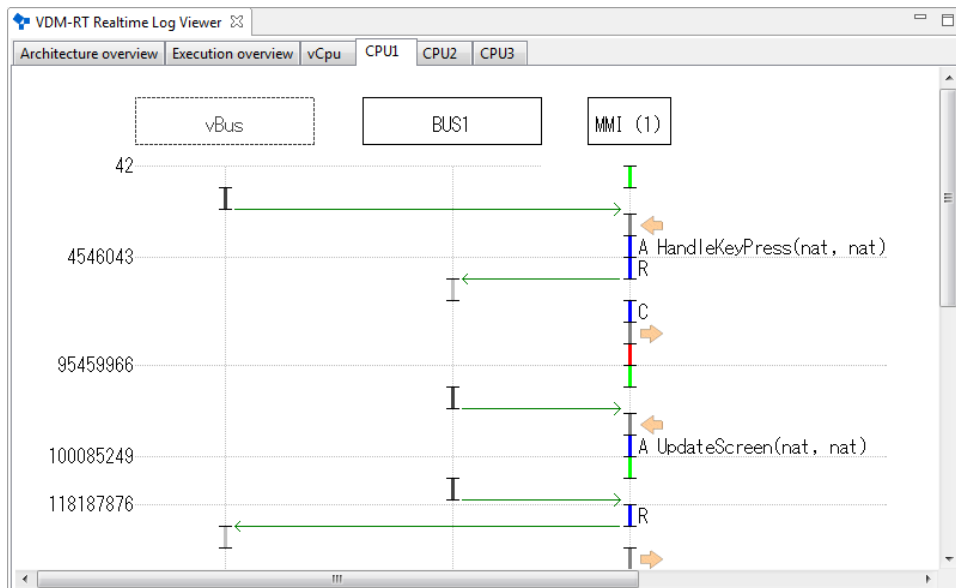 VDM-RT Realtime Log Viewer
Architecture overview Execution overview vCpu CPU1 CPU2 CPU3
vBus BUS1 MMI (1)
42
A HandleKeyPress(nat, nat)
4546043
R
C
95459966
A UpdateScreen(nat, nat)
100085249
118187876
R